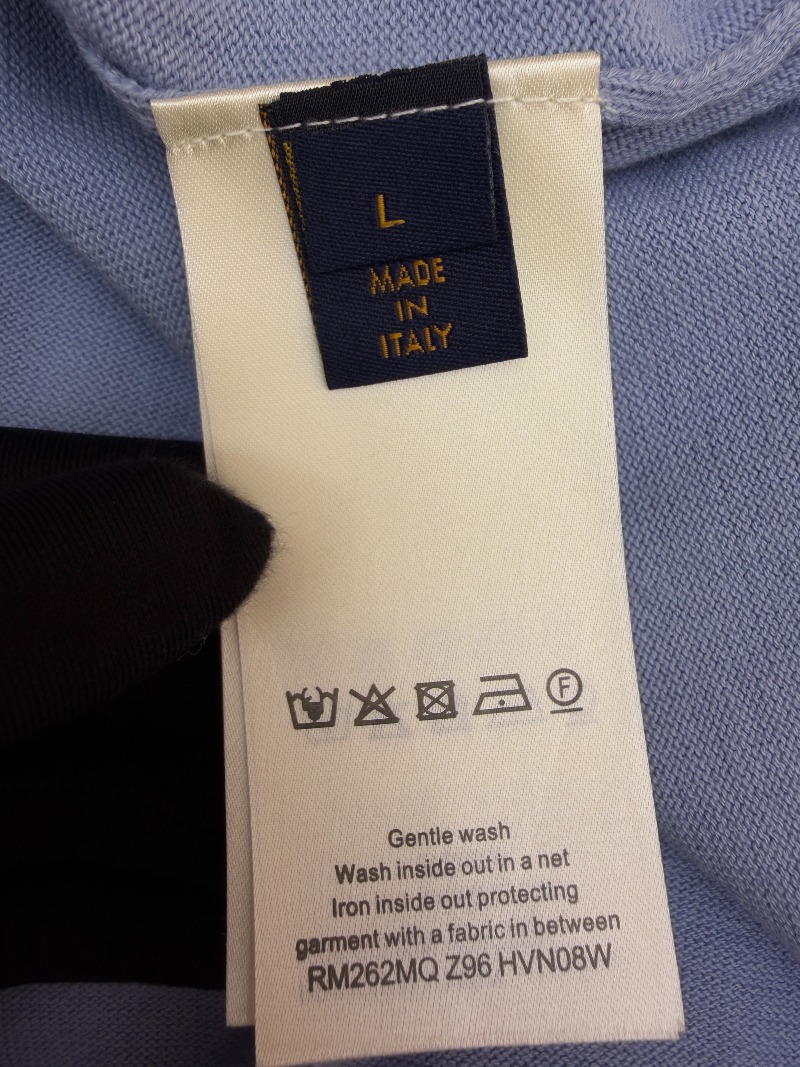 L
MADE
IN
ITALY
F
Gentle wash
Wash inside out in a net
Iron inside out protecting
garment with a fabric in between
RM262MQ Z96 HVN08W